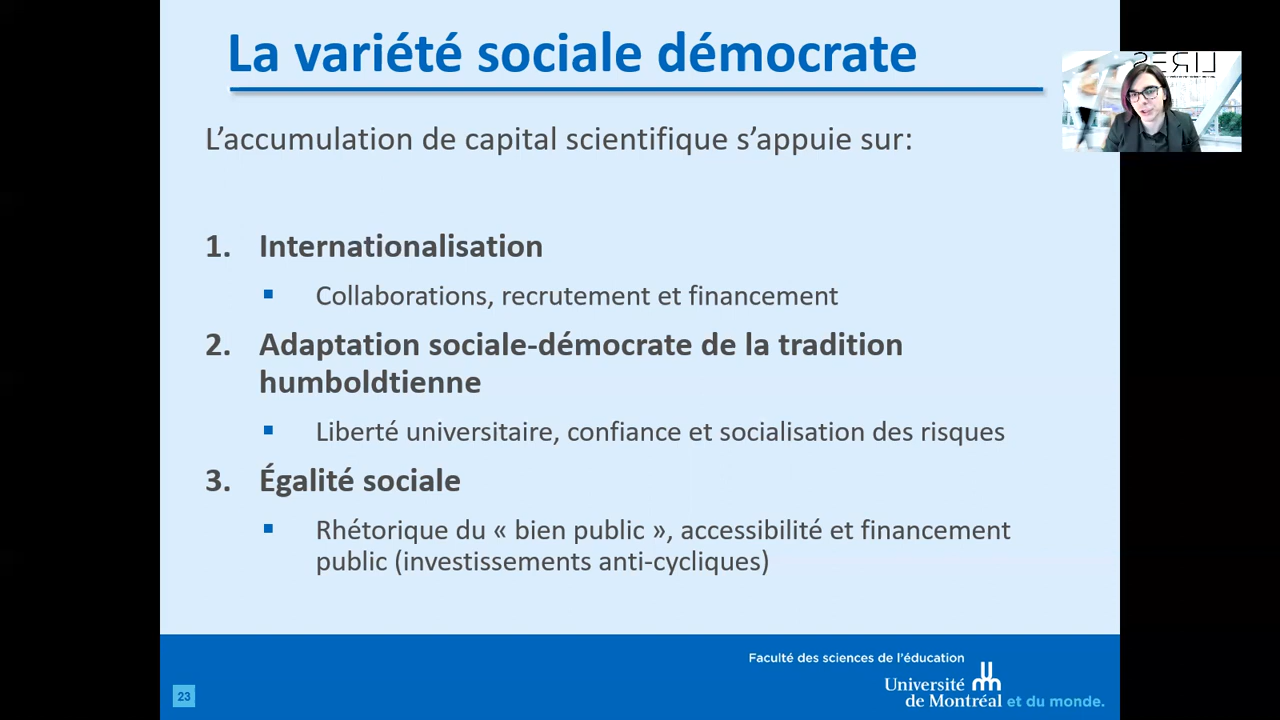 La variété sociale démocrate
L’accumulation de capital scientifique s’appuie sur:
1. Internationalisation
▪ Collaborations, recrutement et financement
2. Adaptation sociale-démocrate de la tradition
humboldtienne
▪ Liberté universitaire, confiance et socialisation des risques
3. Égalité sociale
▪ Rhétorique du « bien public », accessibilité et financement
public (investissements anti-cycliques)
Faculté des sciences de l’éducation
Université
de Montréal et du monde.
23
LIRES